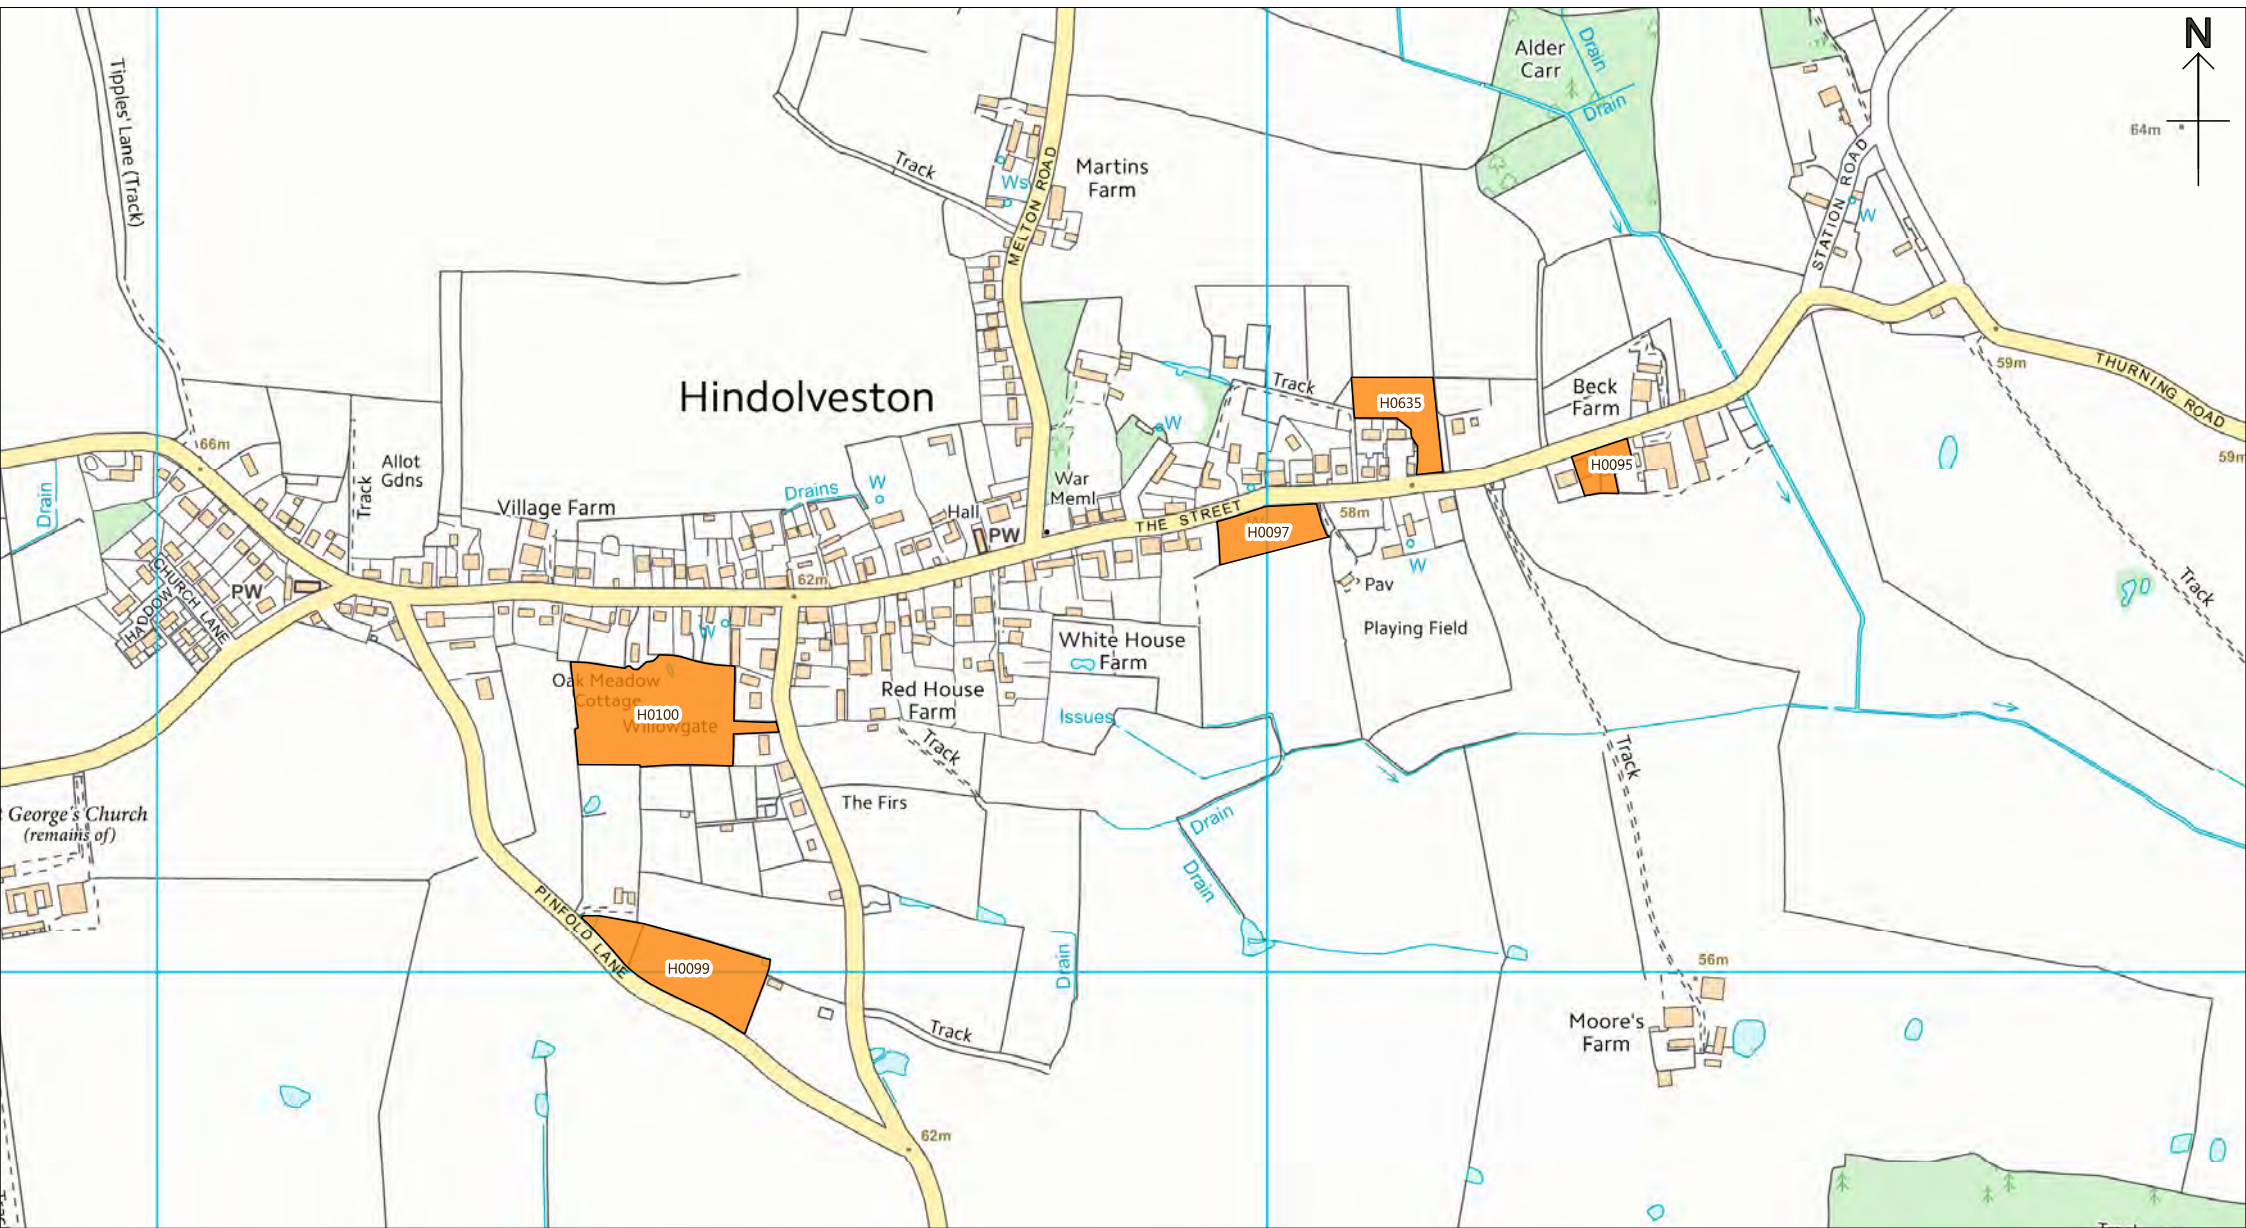 N
Alder
Carr
Drain
Drain
64m
Tipples' Lane (Track)
Track
Ws
MELTON ROAD
Martins
Farm
STATION ROAD
W
Hindolveston
Track
H0635
Beck
Farm
59m
THURNING ROAD
59m
66m
Allot
Gdns
Track
W
W
Drains
War
Meml
H0095
Drain
Village Farm
Hall
PW
THE STREET
H0097
58m
W
Pav
Playing Field
Track
CHURCH LANE
HADDOW
PW
62m
W
White House
Farm
Oak Meadow
Cottage
H0100
Willowgate
Red House
Farm
Issues
Track
Track
George's Church
(remains of)
The Firs
Drain
Drain
PINFOLD LANE
H0099
Drain
56m
Moore's
Farm
Track
62m